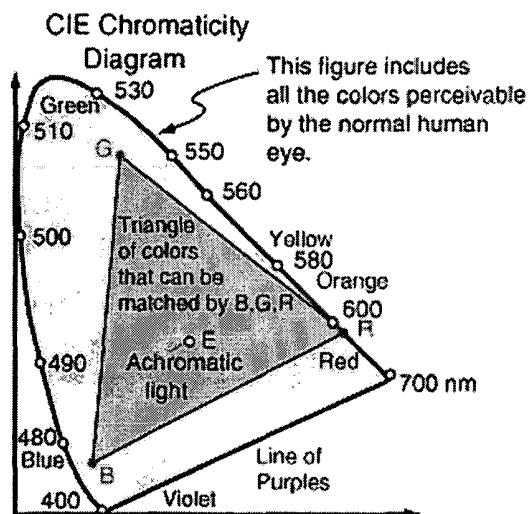 CIE Chromaticity
Diagram
This figure includes
all the colors perceivable
by the normal human
eye.
530
Green
510
G
550
560
500
Triangle
of colors
that can be
matched by B,G,R
Yellow
580
Orange
600
R
E
Achromatic
light
490
Red
700 nm
480
Blue
B
Line of
Purples
400
Violet